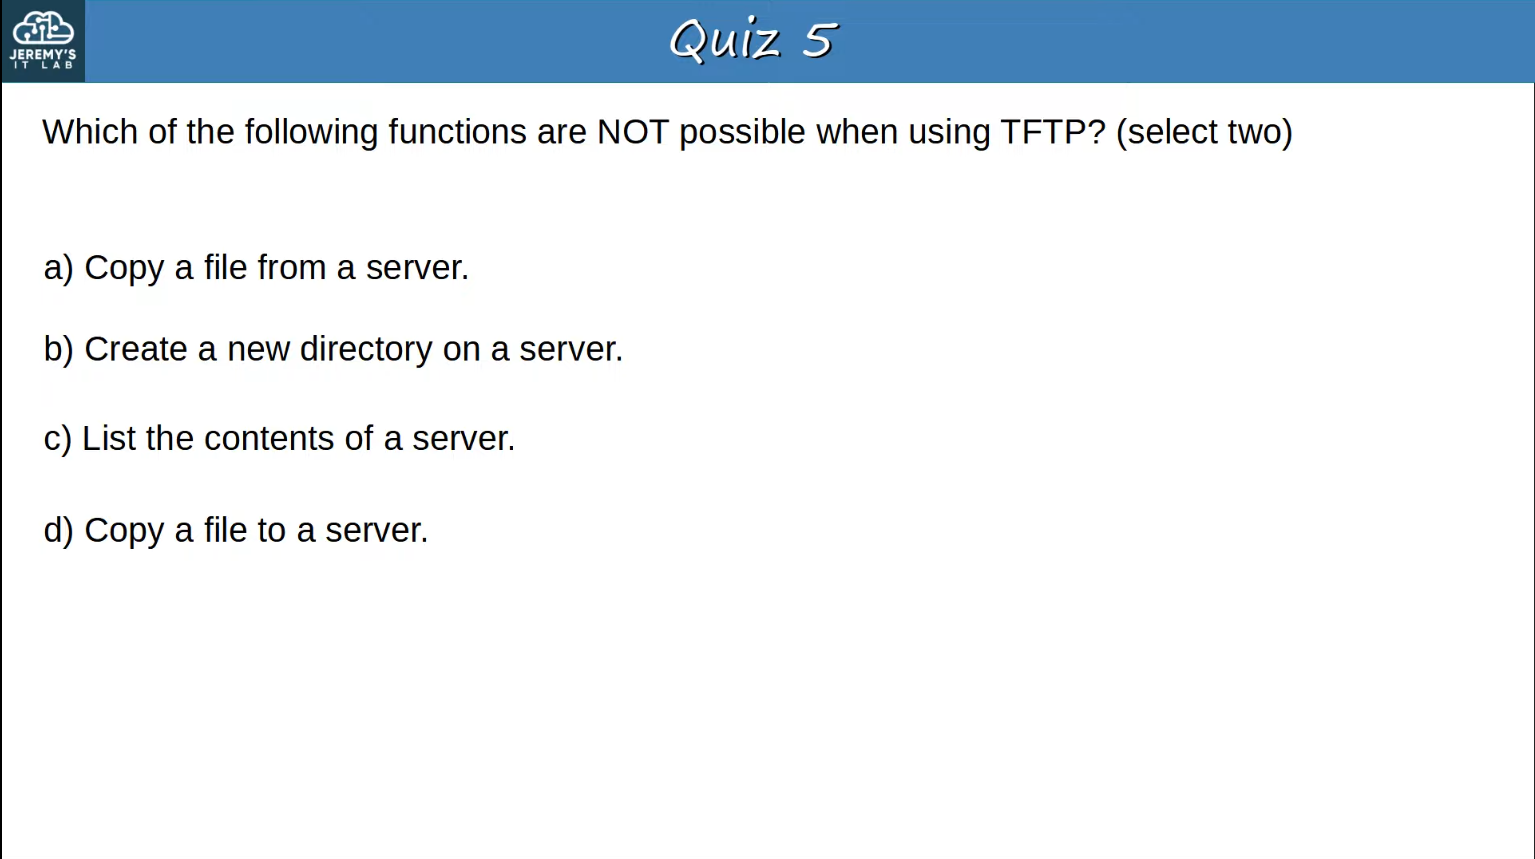 JEREMY'S
IT LAB
Quiz 5
Which of the following functions are NOT possible when using TFTP? (select two)
a) Copy a file from a server.
b) Create a new directory on a server.
c) List the contents of a server.
d) Copy a file to a server.